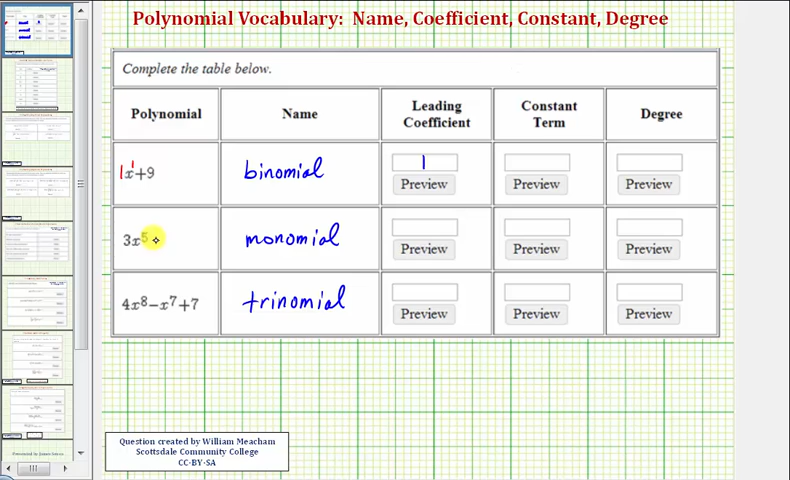 Polynomial Vocabulary: Name, Coefficient, Constant, Degree
Complete the table below.
Polynomial Name Leading Coefficient Constant Term Degree
1x¹+9 binomial 1
Preview Preview Preview
3x⁵ monomial
Preview Preview Preview
4x⁸−x⁷+7 trinomial
Preview Preview Preview
Question created by William Meacham
Scottsdale Community College
CC-BY-SA